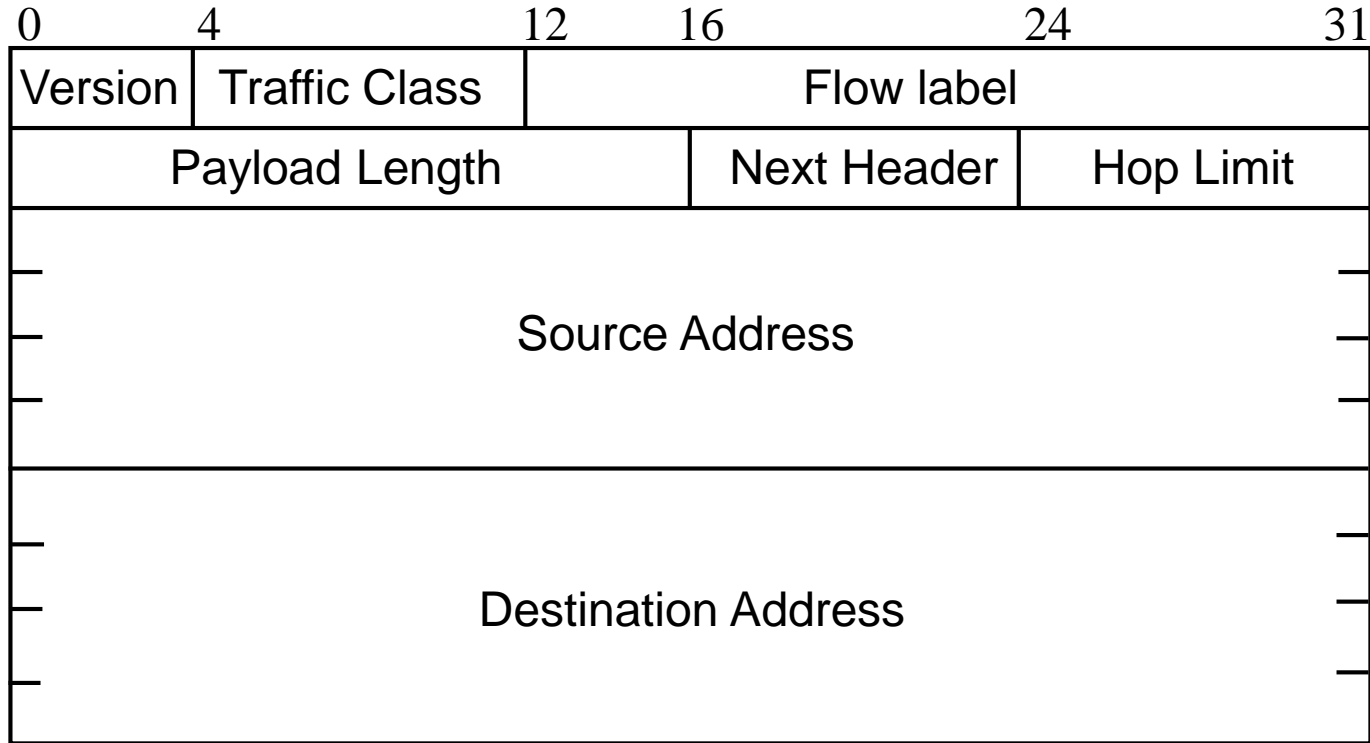 0 4 12 16 24 31
Version Traffic Class Flow label
Payload Length Next Header Hop Limit
Source Address
Destination Address